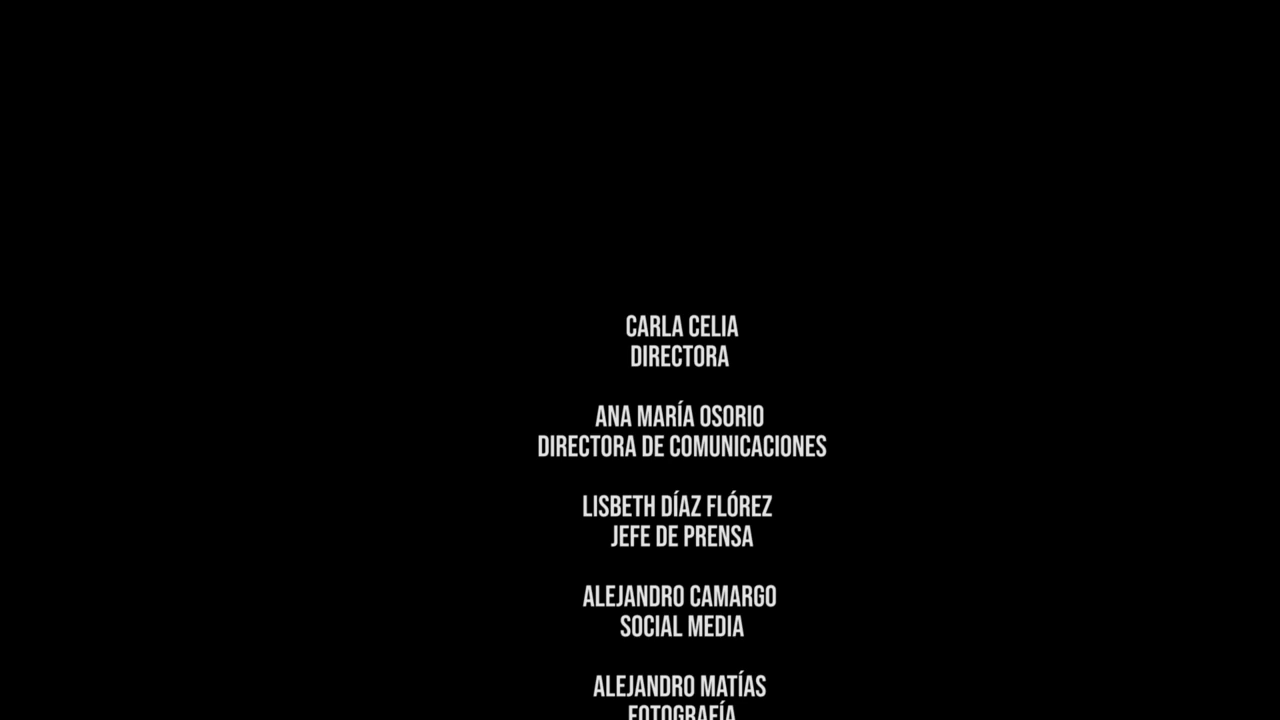 CARLA CELIA
DIRECTORA
ANA MARÍA OSORIO
DIRECTORA DE COMUNICACIONES
LISBETH DÍAZ FLÓREZ
JEFE DE PRENSA
ALEJANDRO CAMARGO
SOCIAL MEDIA
ALEJANDRO MATÍAS
FOTOGRAFÍA